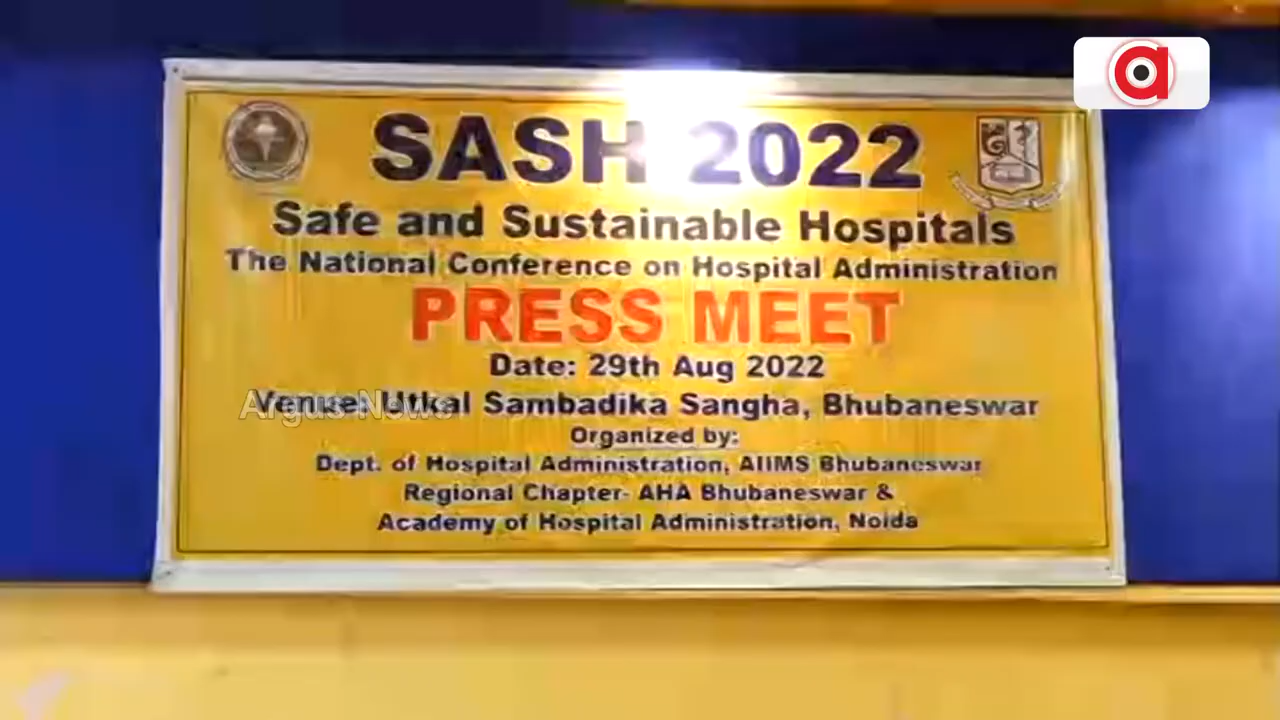 SASH 2022
Safe and Sustainable Hospitals
The National Conference on Hospital Administration
PRESS MEET
Date: 29th Aug 2022
Venue: Utkal Sambadika Sangha, Bhubaneswar
Argus News
Organized by:
Dept. of Hospital Administration, AIIMS Bhubaneswar
Regional Chapter- AHA Bhubaneswar &
Academy of Hospital Administration, Noida